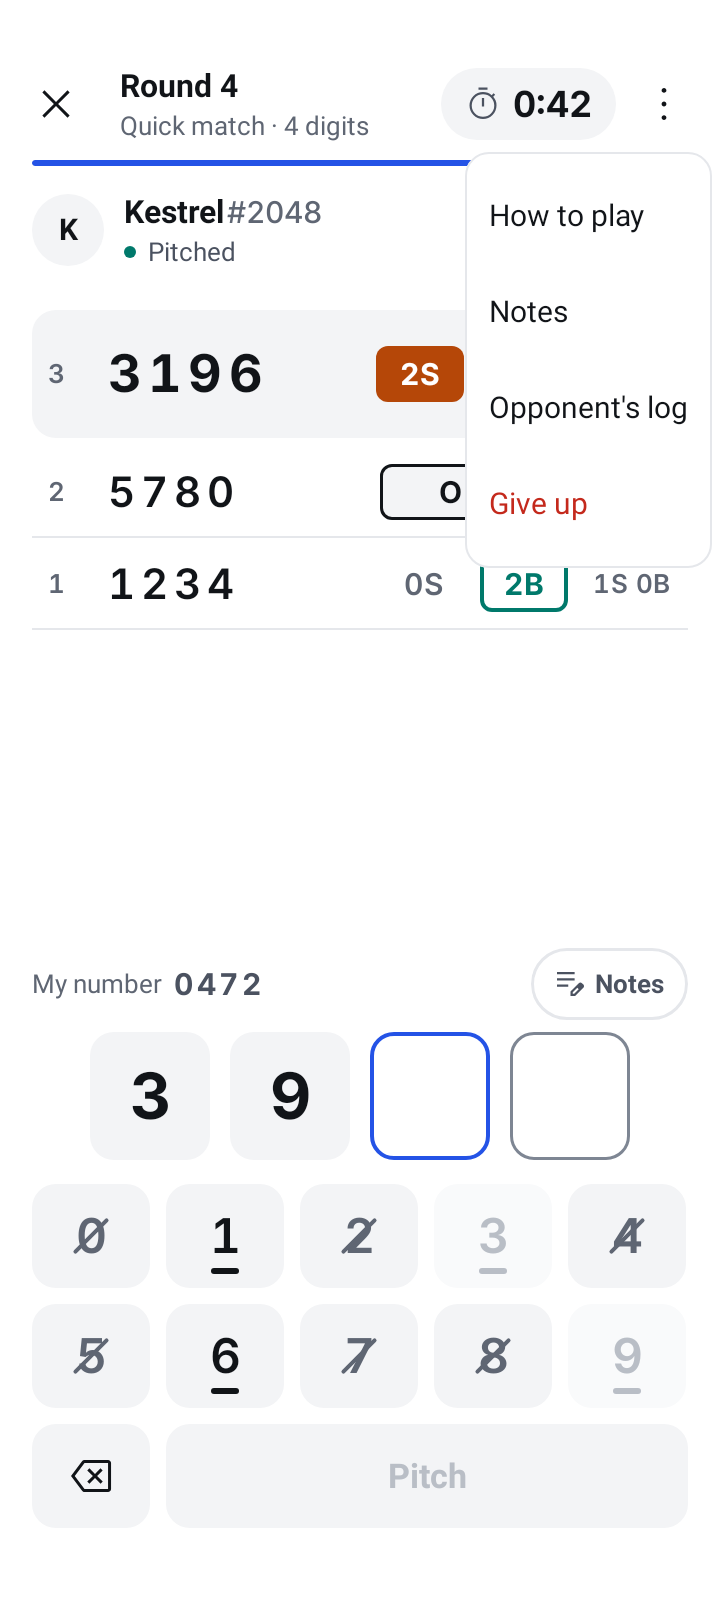 Round 4
Quick match · 4 digits
0:42
K
Kestrel#2048
Pitched
How to play
Notes
Opponent's log
Give up
3 3196 2S
2 5780
1 1234 0S 2B 1S 0B
My number 0472
Notes
3 9
0 1 2 3 4
5 6 7 8 9
Pitch